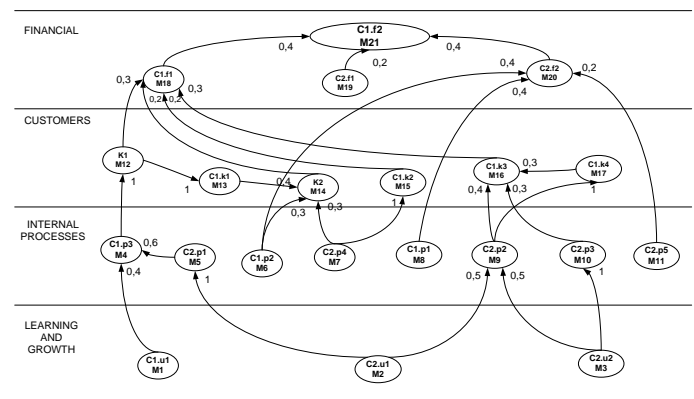 FINANCIAL
C1.f2
M21
0,4
0,4
0,2
C1.f1
M18
C2.f1
M19
0,4
C2.f2
M20
0,2
0,3
0,2
0,2
0,3
0,4
CUSTOMERS
K1
M12
1
C1.k1
M13
1
0,4
K2
M14
C1.k2
M15
C1.k3
M16
0,3
C1.k4
M17
0,3
0,3
1
0,4
0,3
1
INTERNAL
PROCESSES
C1.p3
M4
0,6
C2.p1
M5
C1.p2
M6
C2.p4
M7
C1.p1
M8
C2.p2
M9
C2.p3
M10
C2.p5
M11
0,4
1
0,5
0,5
1
LEARNING
AND
GROWTH
C1.u1
M1
C2.u1
M2
C2.u2
M3